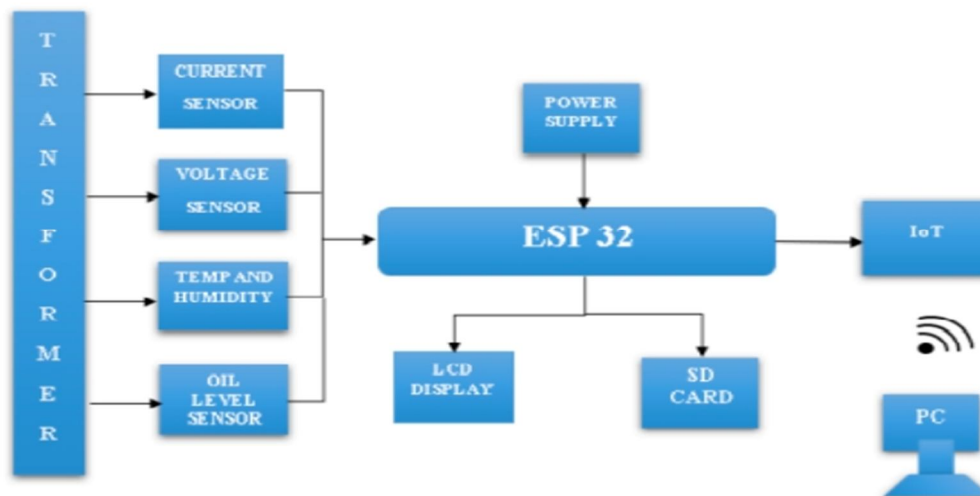 T
R
A
N
S
F
O
R
M
E
R
CURRENT
SENSOR
VOLTAGE
SENSOR
TEMP AND
HUMIDITY
OIL
LEVEL
SENSOR
POWER
SUPPLY
ESP 32
LCD
DISPLAY
SD
CARD
IoT
PC